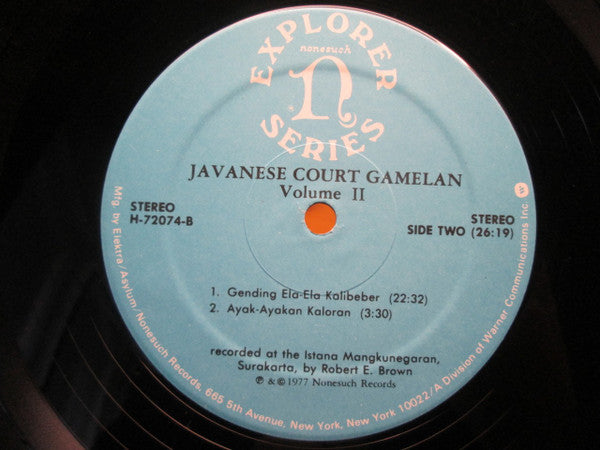 EXPLORER
nonesuch
n
SERIES
JAVANESE COURT GAMELAN
Volume II
STEREO
H-72074-B
STEREO
SIDE TWO (26:19)
1. Gending Ela-Ela Kalibeber (22:32)
2. Ayak-Ayakan Kaloran (3:30)
recorded at the Istana Mangkunegaran,
Surakarta, by Robert E. Brown
℗ & © 1977 Nonesuch Records
Mfg. by Elektra/Asylum/Nonesuch Records, 665 5th Avenue, New York, New York 10022/A Division of Warner Communications Inc.